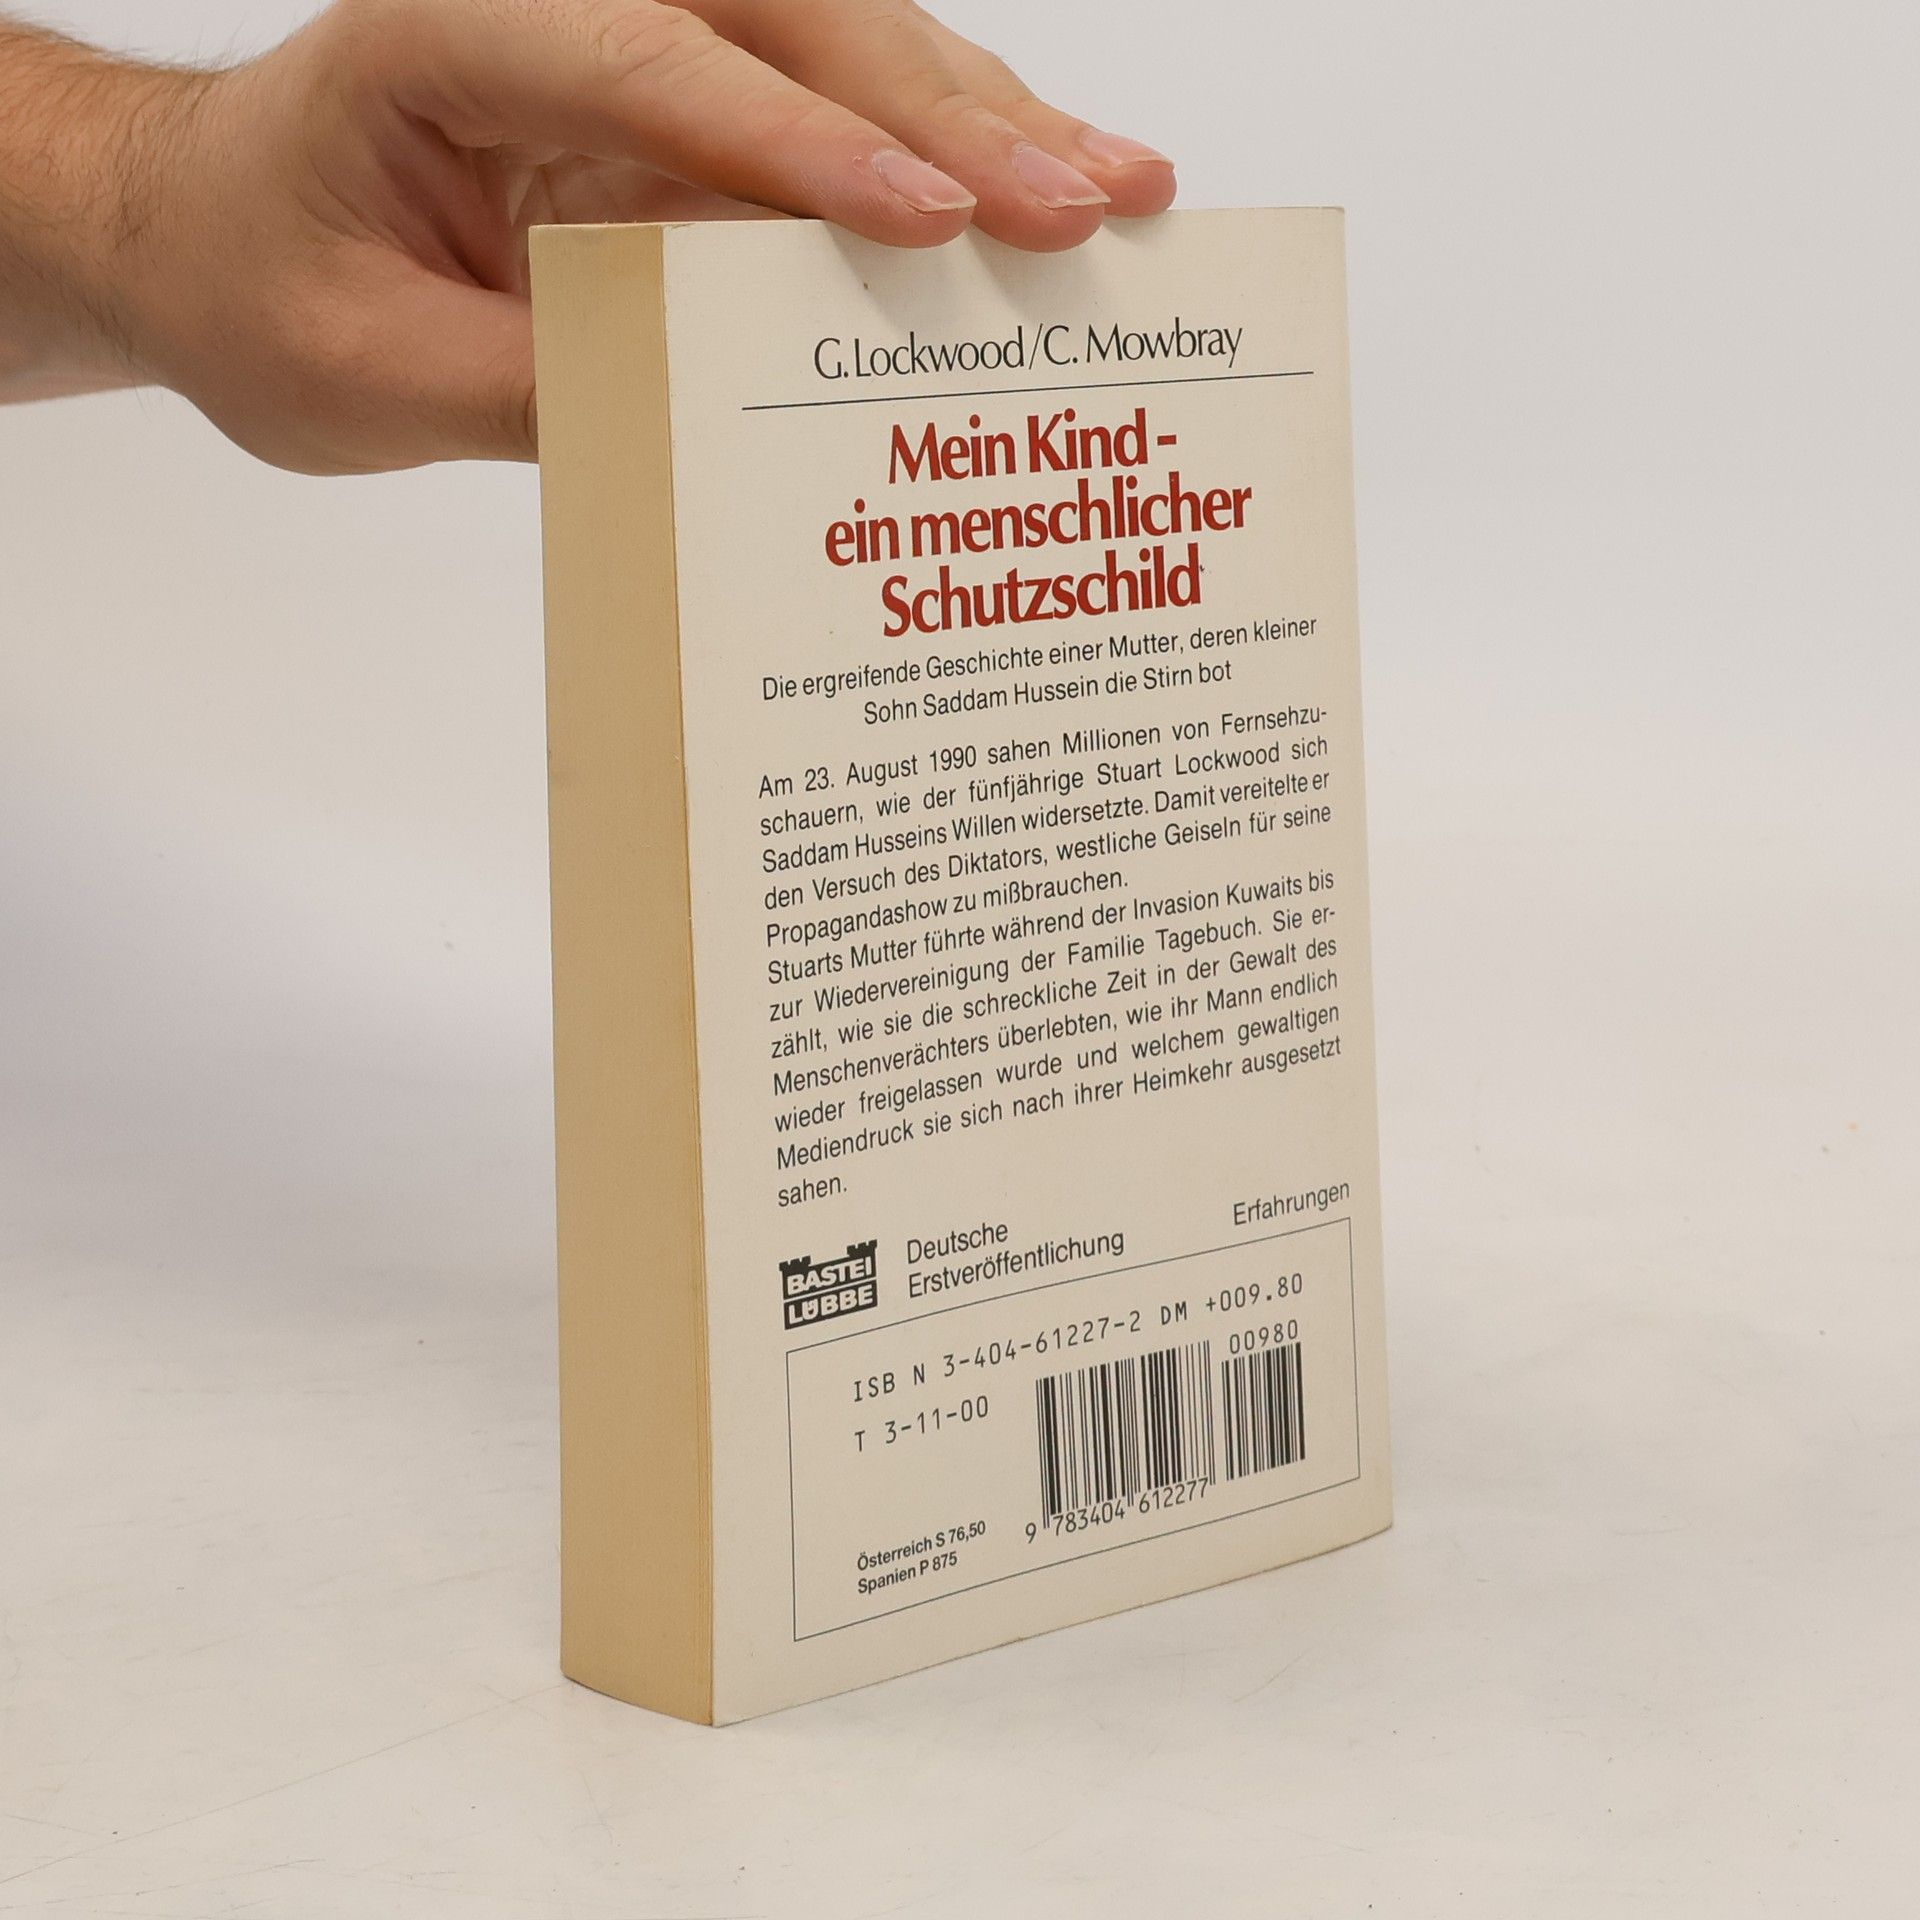 G. Lockwood/C. Mowbray
Mein Kind -
ein menschlicher
Schutzschild
Die ergreifende Geschichte einer Mutter, deren kleiner
Sohn Saddam Hussein die Stirn bot
Am 23. August 1990 sahen Millionen von Fernsehzu-
schauern, wie der fünfjährige Stuart Lockwood sich
Saddam Husseins Willen widersetzte. Damit vereitelte er
den Versuch des Diktators, westliche Geiseln für seine
Propagandashow zu mißbrauchen.
Stuarts Mutter führte während der Invasion Kuwaits bis
zur Wiedervereinigung der Familie Tagebuch. Sie er-
zählt, wie sie die schreckliche Zeit in der Gewalt des
Menschenverächters überlebten, wie ihr Mann endlich
wieder freigelassen wurde und welchem gewaltigen
Mediendruck sie sich nach ihrer Heimkehr ausgesetzt
sahen.
BASTEI
LÜBBE
Deutsche
Erstveröffentlichung
Erfahrungen
ISB N 3-404-61227-2 DM +009.80
T 3-11-00
00980
9 783404 612277
Österreich S 76,50
Spanien P 875